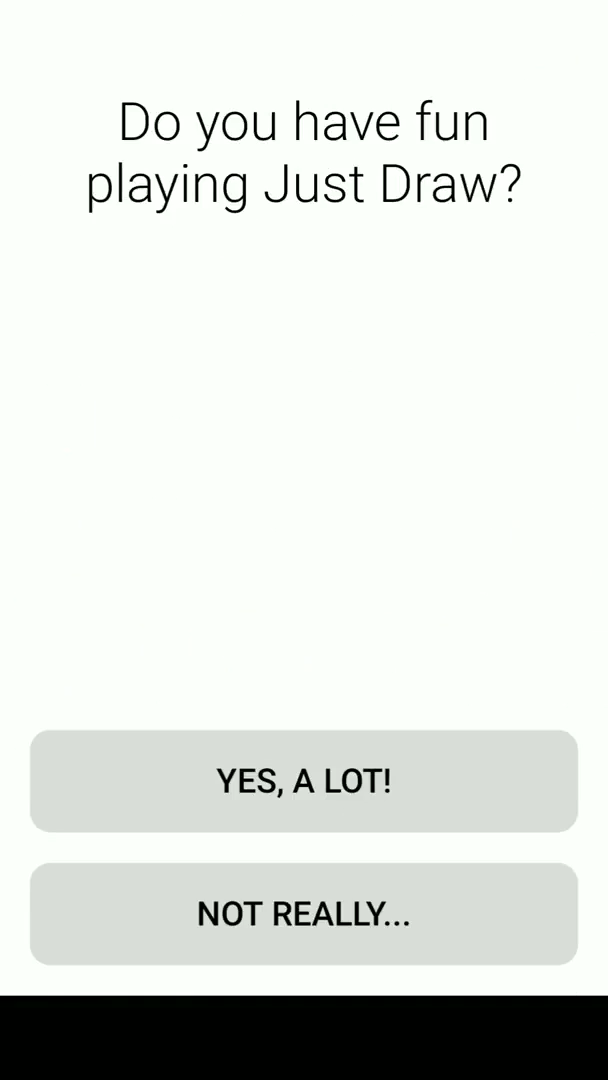 Do you have fun
playing Just Draw?
YES, A LOT!
NOT REALLY...